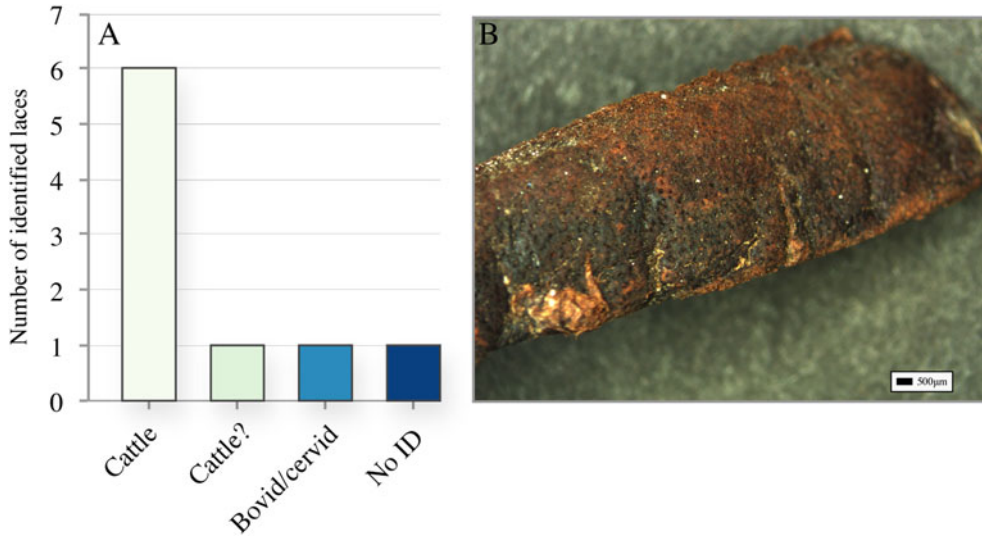 A
Number of identified laces
7
6
5
4
3
2
1
0
Cattle
Cattle?
Bovid/cervid
No ID
B
500µm